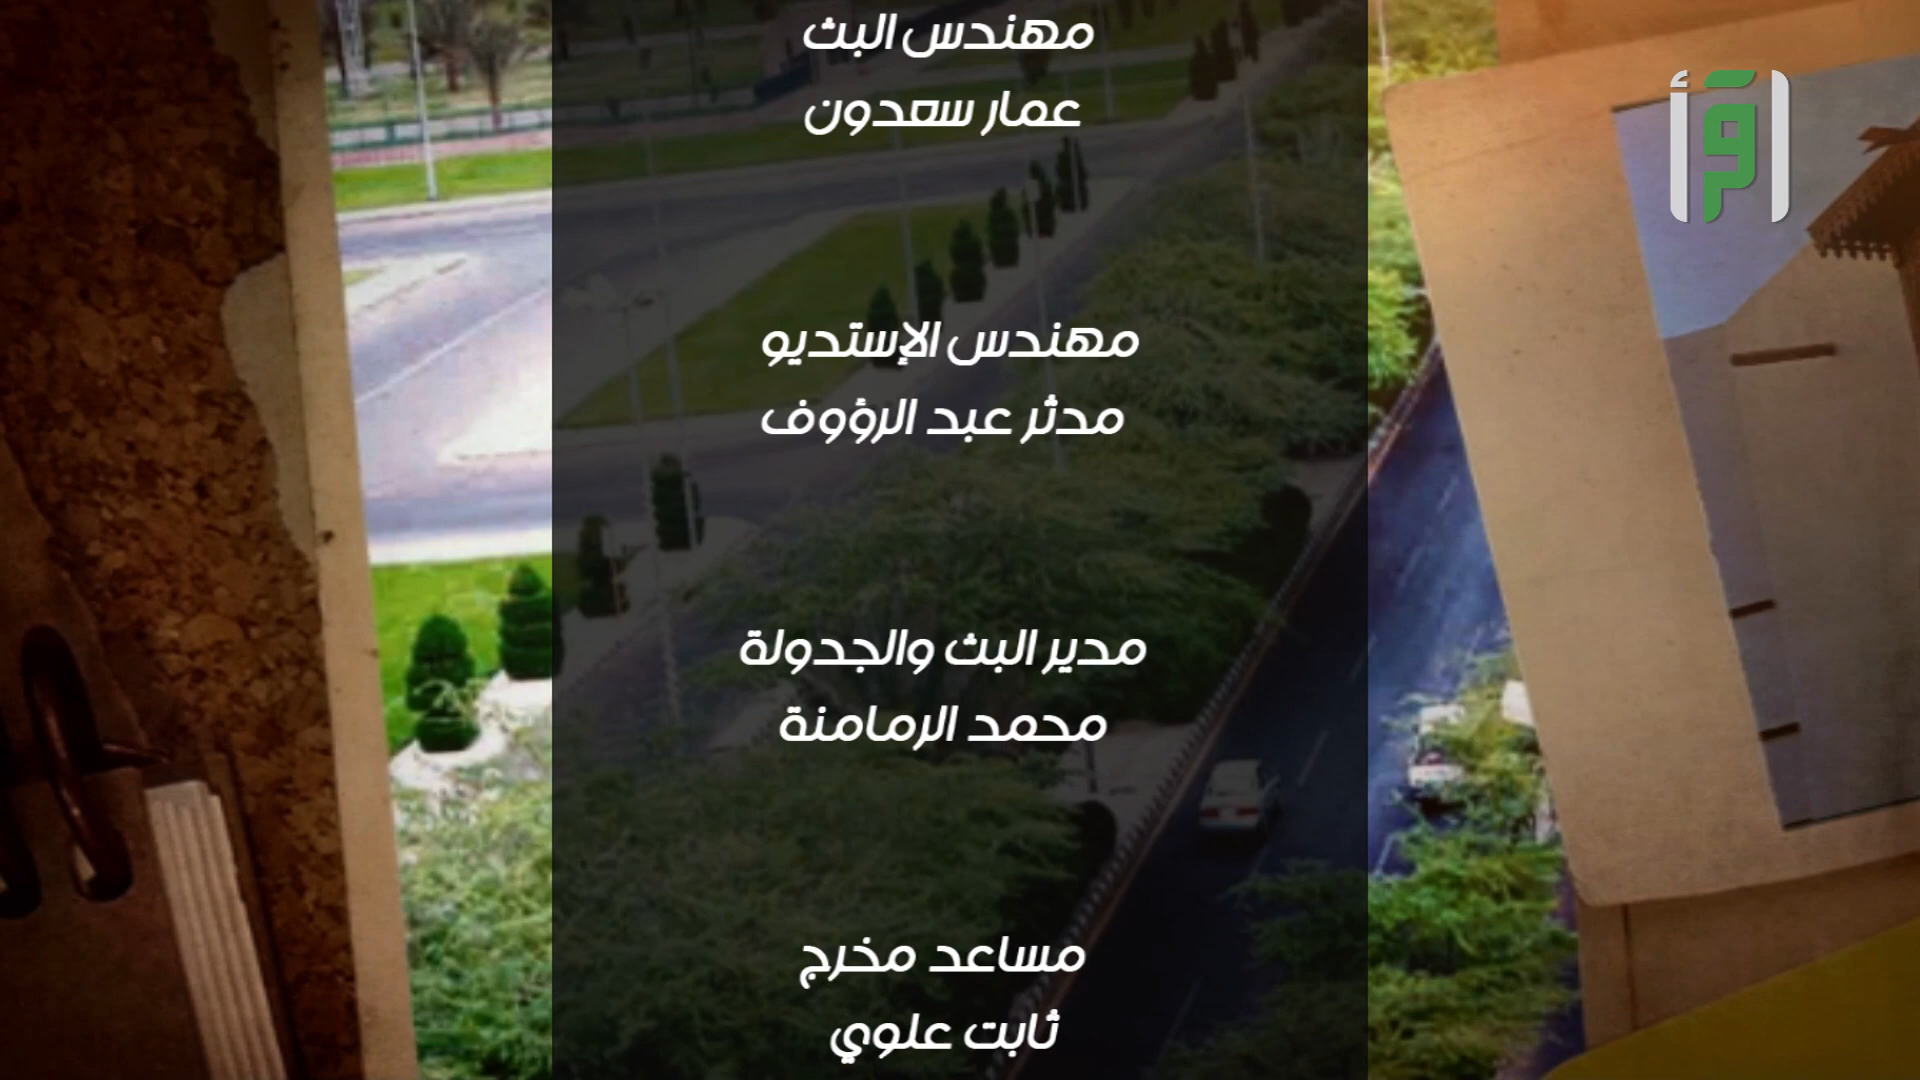 مهندس البث
عمار سعدون
مهندس الإستديو
مدثر عبد الرؤوف
مدير البث والجدولة
محمد الرمامنة
مساعد مخرج
ثابت علوي
اقرأ